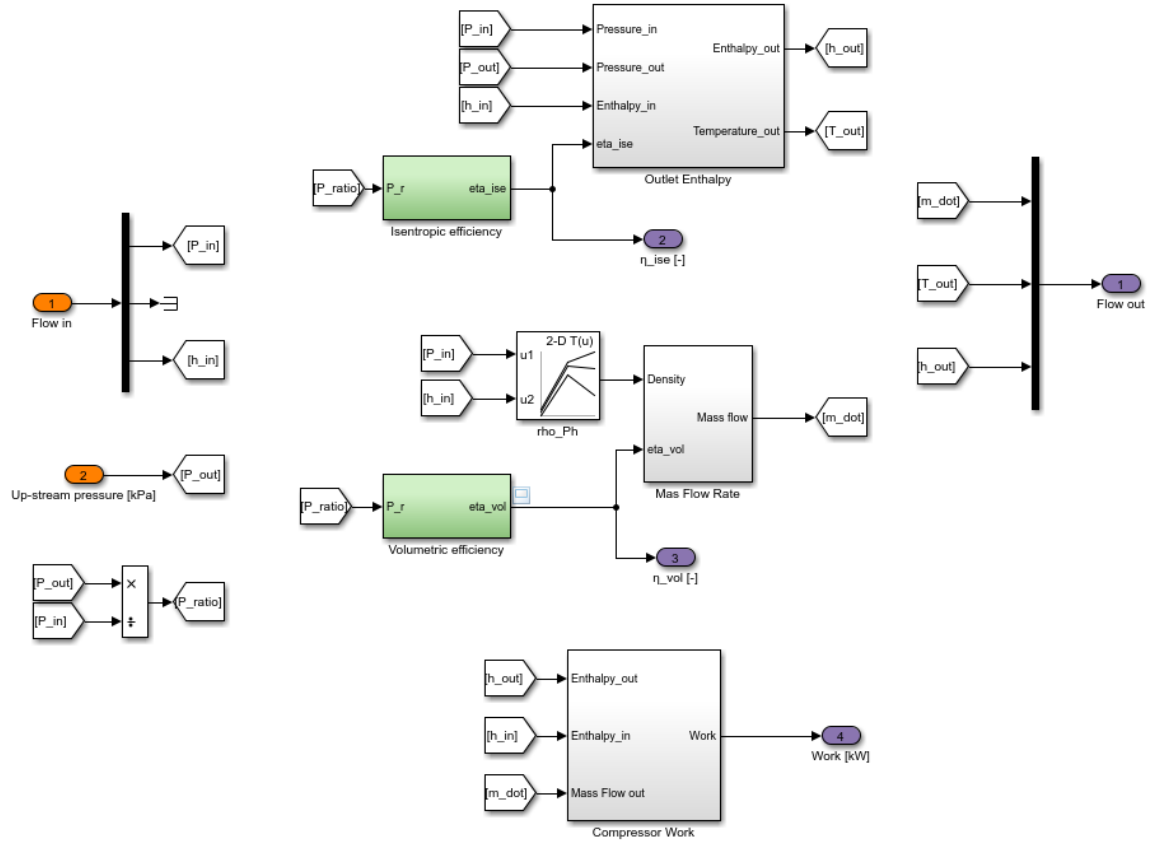 [P_in]
Pressure_in
Enthalpy_out
[h_out]
[P_out]
Pressure_out
[h_in]
Enthalpy_in
Temperature_out
[T_out]
eta_ise
Outlet Enthalpy
[P_ratio]
P_r
eta_ise
Isentropic efficiency
2
η_ise [-]
[P_in]
1
Flow in
[h_in]
[m_dot]
[T_out]
1
Flow out
[h_out]
[P_in]
u1
2-D T(u)
[h_in]
u2
rho_Ph
Density
Mass flow
[m_dot]
eta_vol
Mas Flow Rate
2
Up-stream pressure [kPa]
[P_out]
[P_ratio]
P_r
eta_vol
Volumetric efficiency
3
η_vol [-]
[P_out]
×
[P_in]
÷
[P_ratio]
[h_out]
Enthalpy_out
[h_in]
Enthalpy_in
Work
4
Work [kW]
[m_dot]
Mass Flow out
Compressor Work